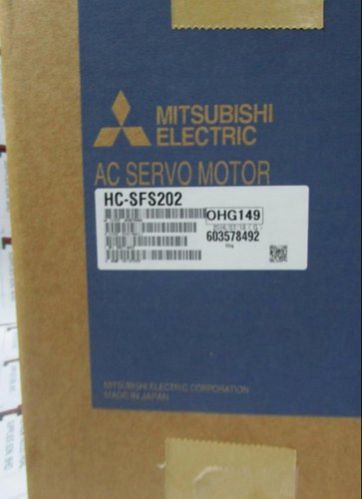 MITSUBISHI
ELECTRIC
AC SERVO MOTOR
HC-SFS202
OHG149
603578492
MITSUBISHI ELECTRIC CORPORATION
MADE IN JAPAN